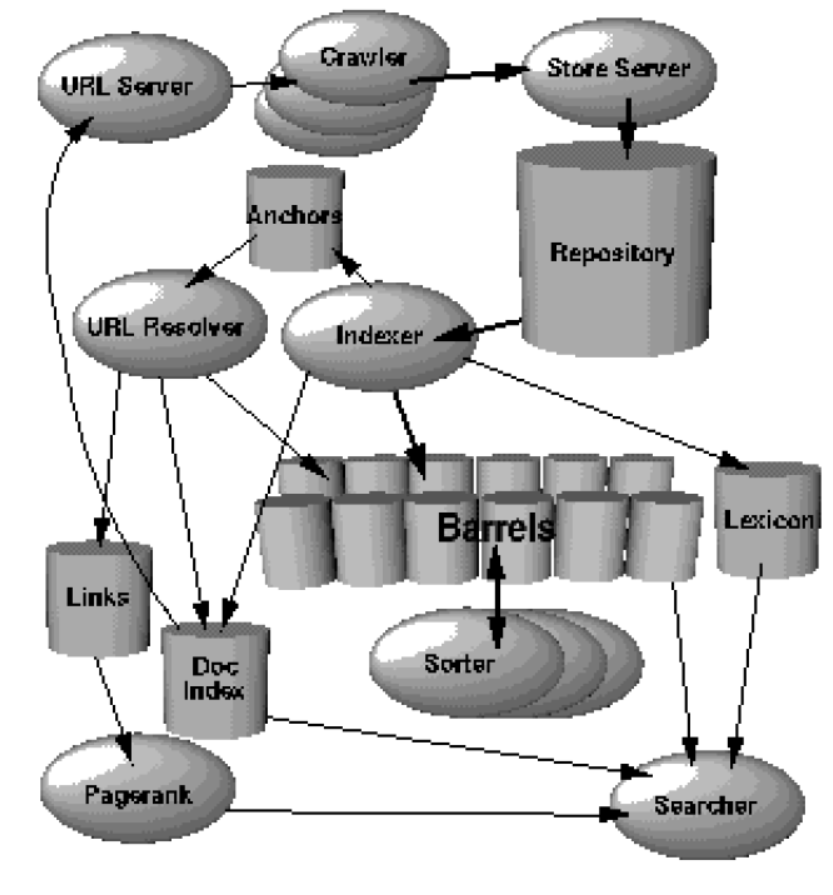 URL Server
Crawler
Store Server
Anchors
Repository
URL Resolver
Indexer
Barrels
Lexicon
Links
Doc
Index
Sorter
Pagerank
Searcher